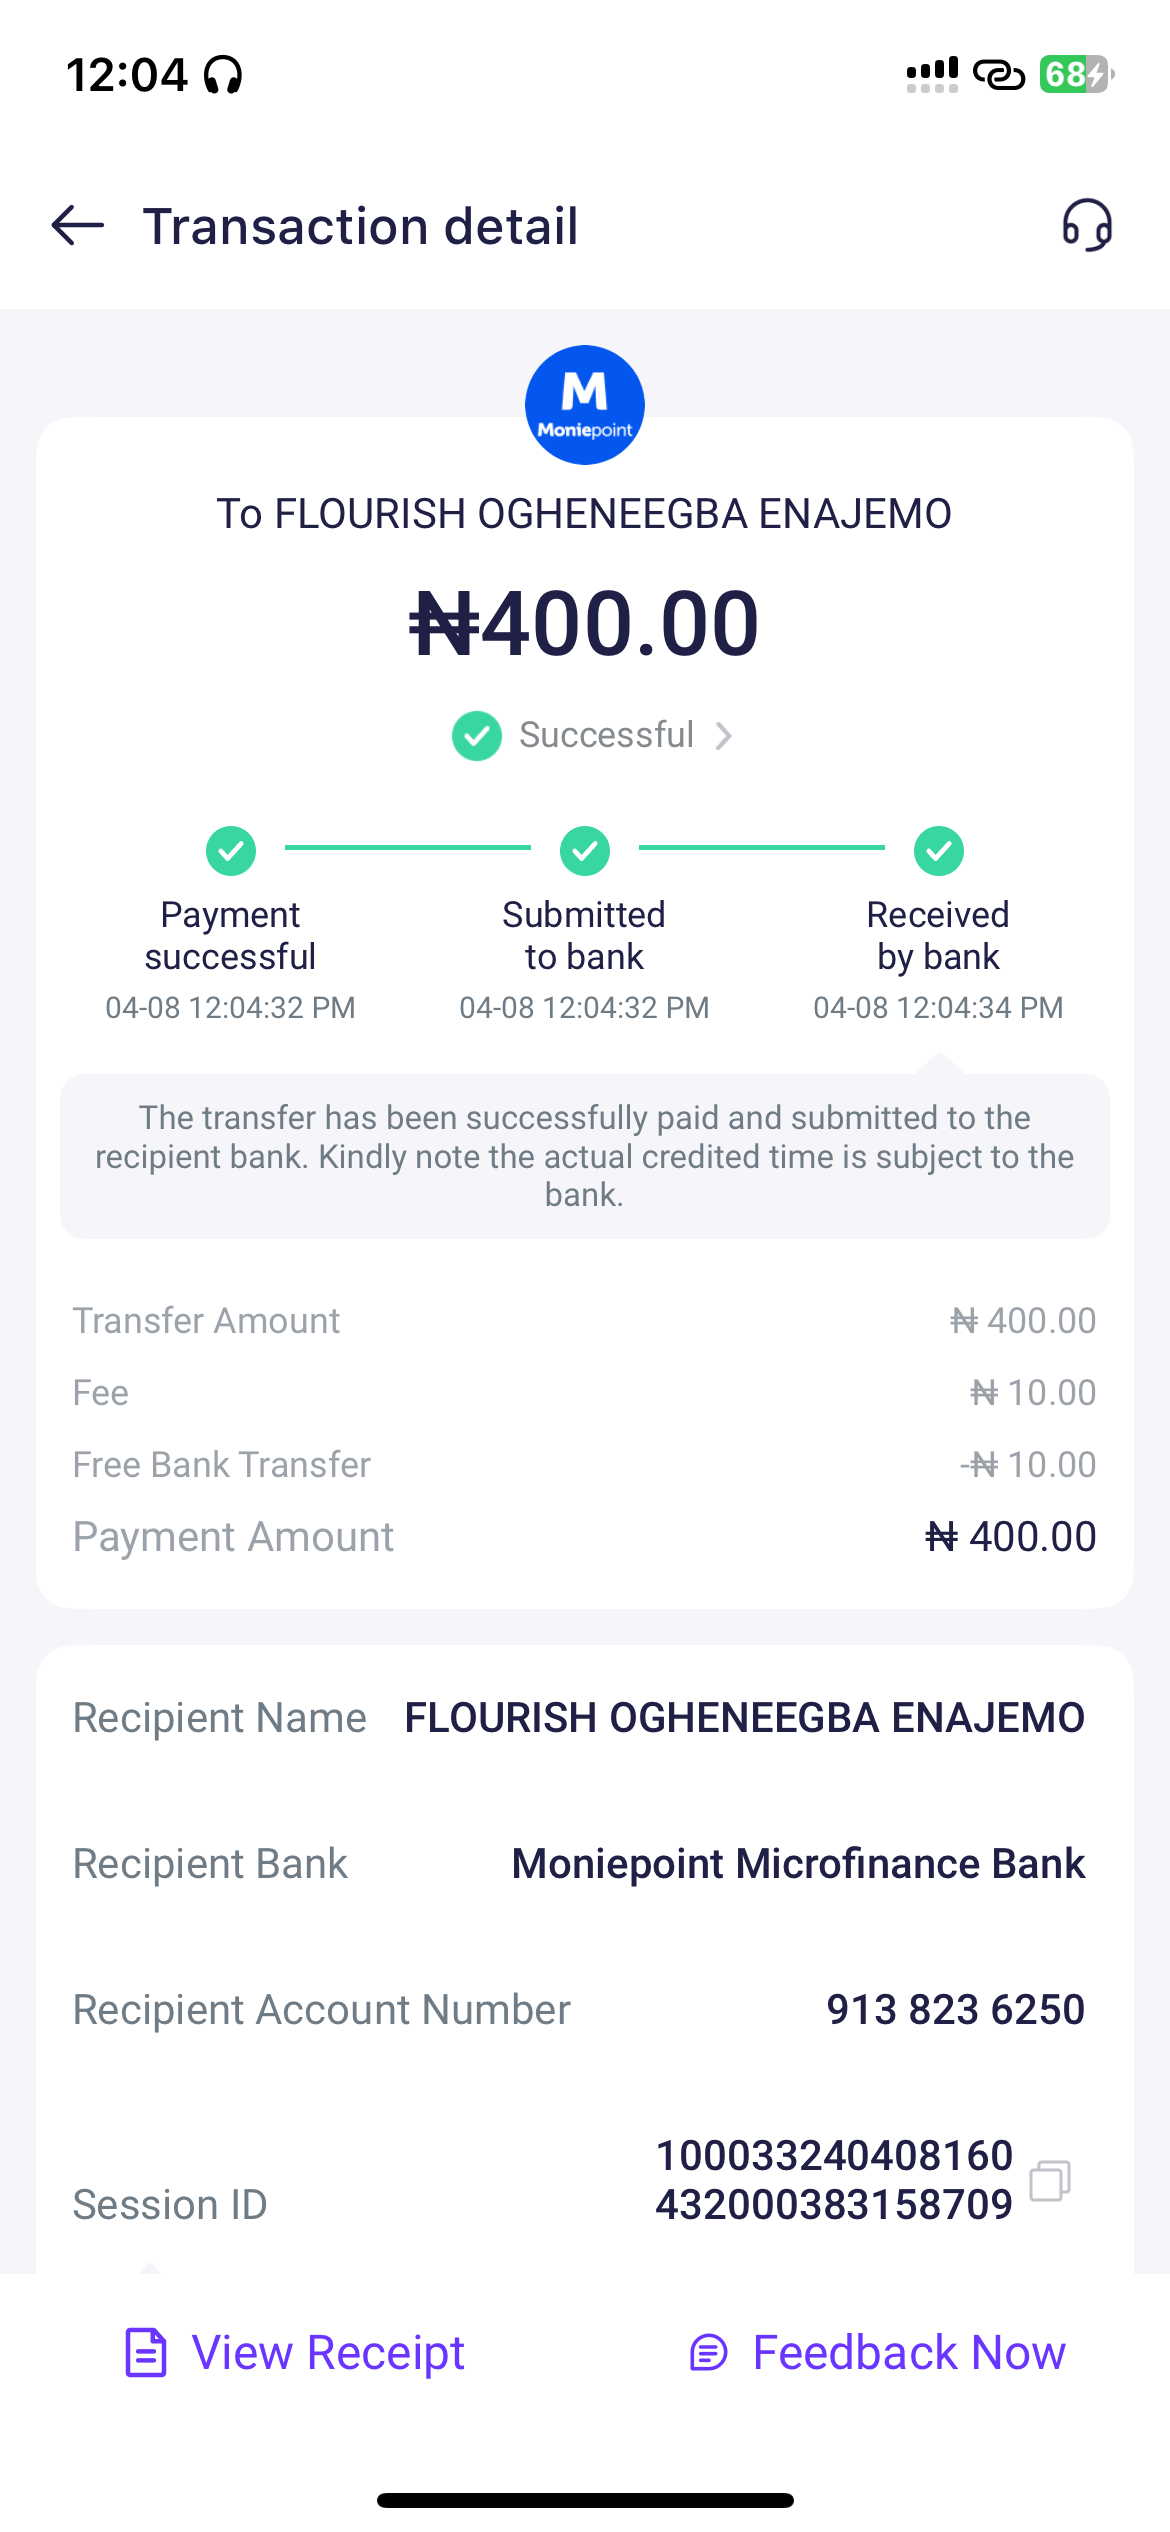 12:04
68
Transaction detail
M
Moniepoint
To FLOURISH OGHENEEGBA ENAJEMO
₦400.00
Successful
Payment
successful
04-08 12:04:32 PM
Submitted
to bank
04-08 12:04:32 PM
Received
by bank
04-08 12:04:34 PM
The transfer has been successfully paid and submitted to the
recipient bank. Kindly note the actual credited time is subject to the
bank.
Transfer Amount ₦ 400.00
Fee ₦ 10.00
Free Bank Transfer -₦ 10.00
Payment Amount ₦ 400.00
Recipient Name FLOURISH OGHENEEGBA ENAJEMO
Recipient Bank Moniepoint Microfinance Bank
Recipient Account Number 913 823 6250
Session ID 100033240408160
432000383158709
View Receipt Feedback Now